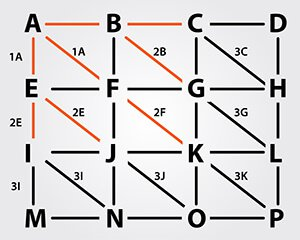 A B C D
1A 1A 2B 3C
E F G H
2E 2E 2F 3G
I J K L
3I 3I 3J 3K
M N O P